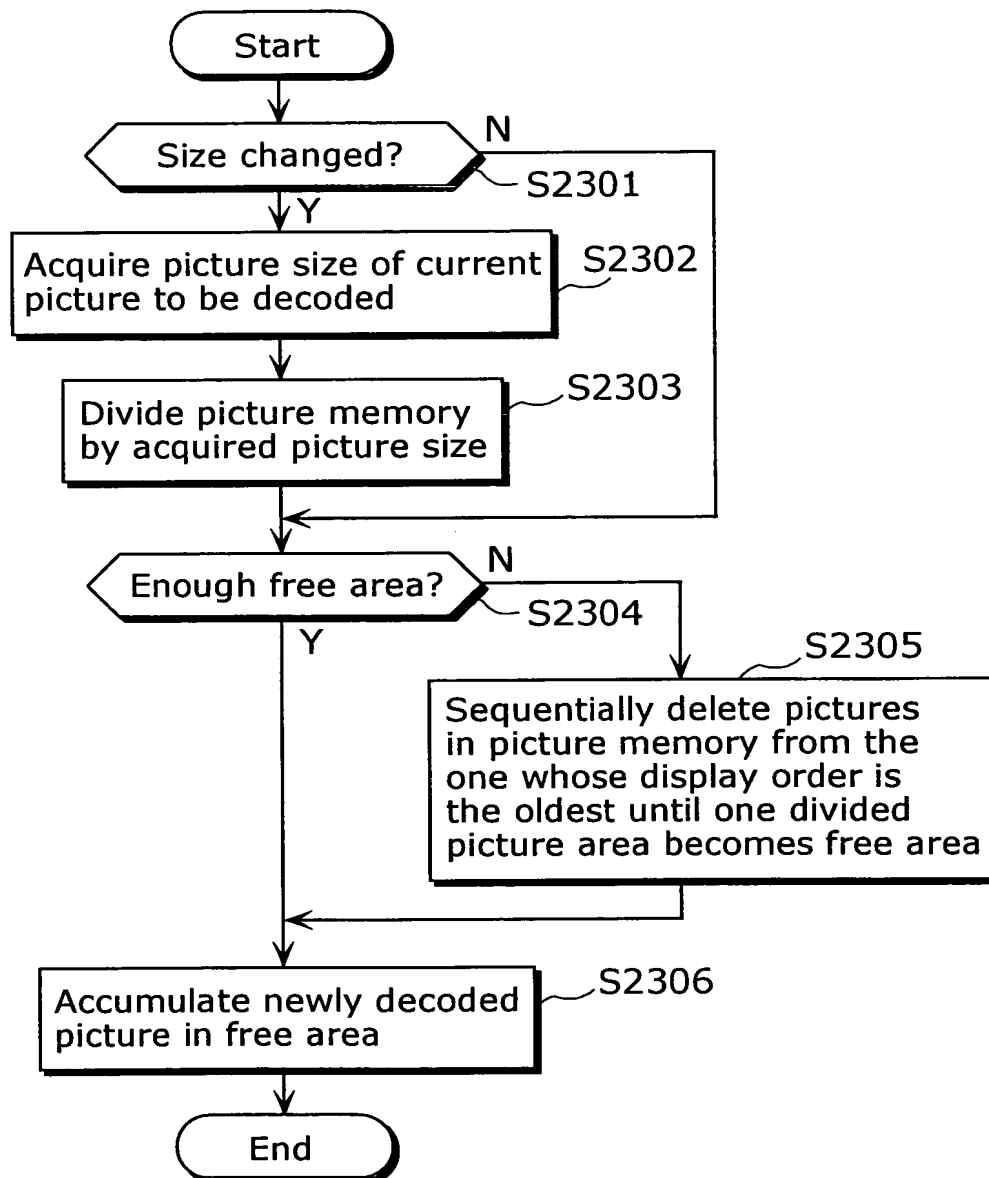 Start
Size changed?
N
S2301
Y
Acquire picture size of current
picture to be decoded
S2302
Divide picture memory
by acquired picture size
S2303
Enough free area?
N
S2304
Y
S2305
Sequentially delete pictures
in picture memory from the
one whose display order is
the oldest until one divided
picture area becomes free area
Accumulate newly decoded
picture in free area
S2306
End